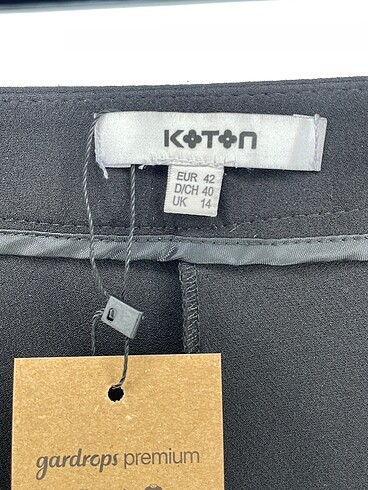 KOTON
EUR 42
D/CH 40
UK 14
gardrops premium